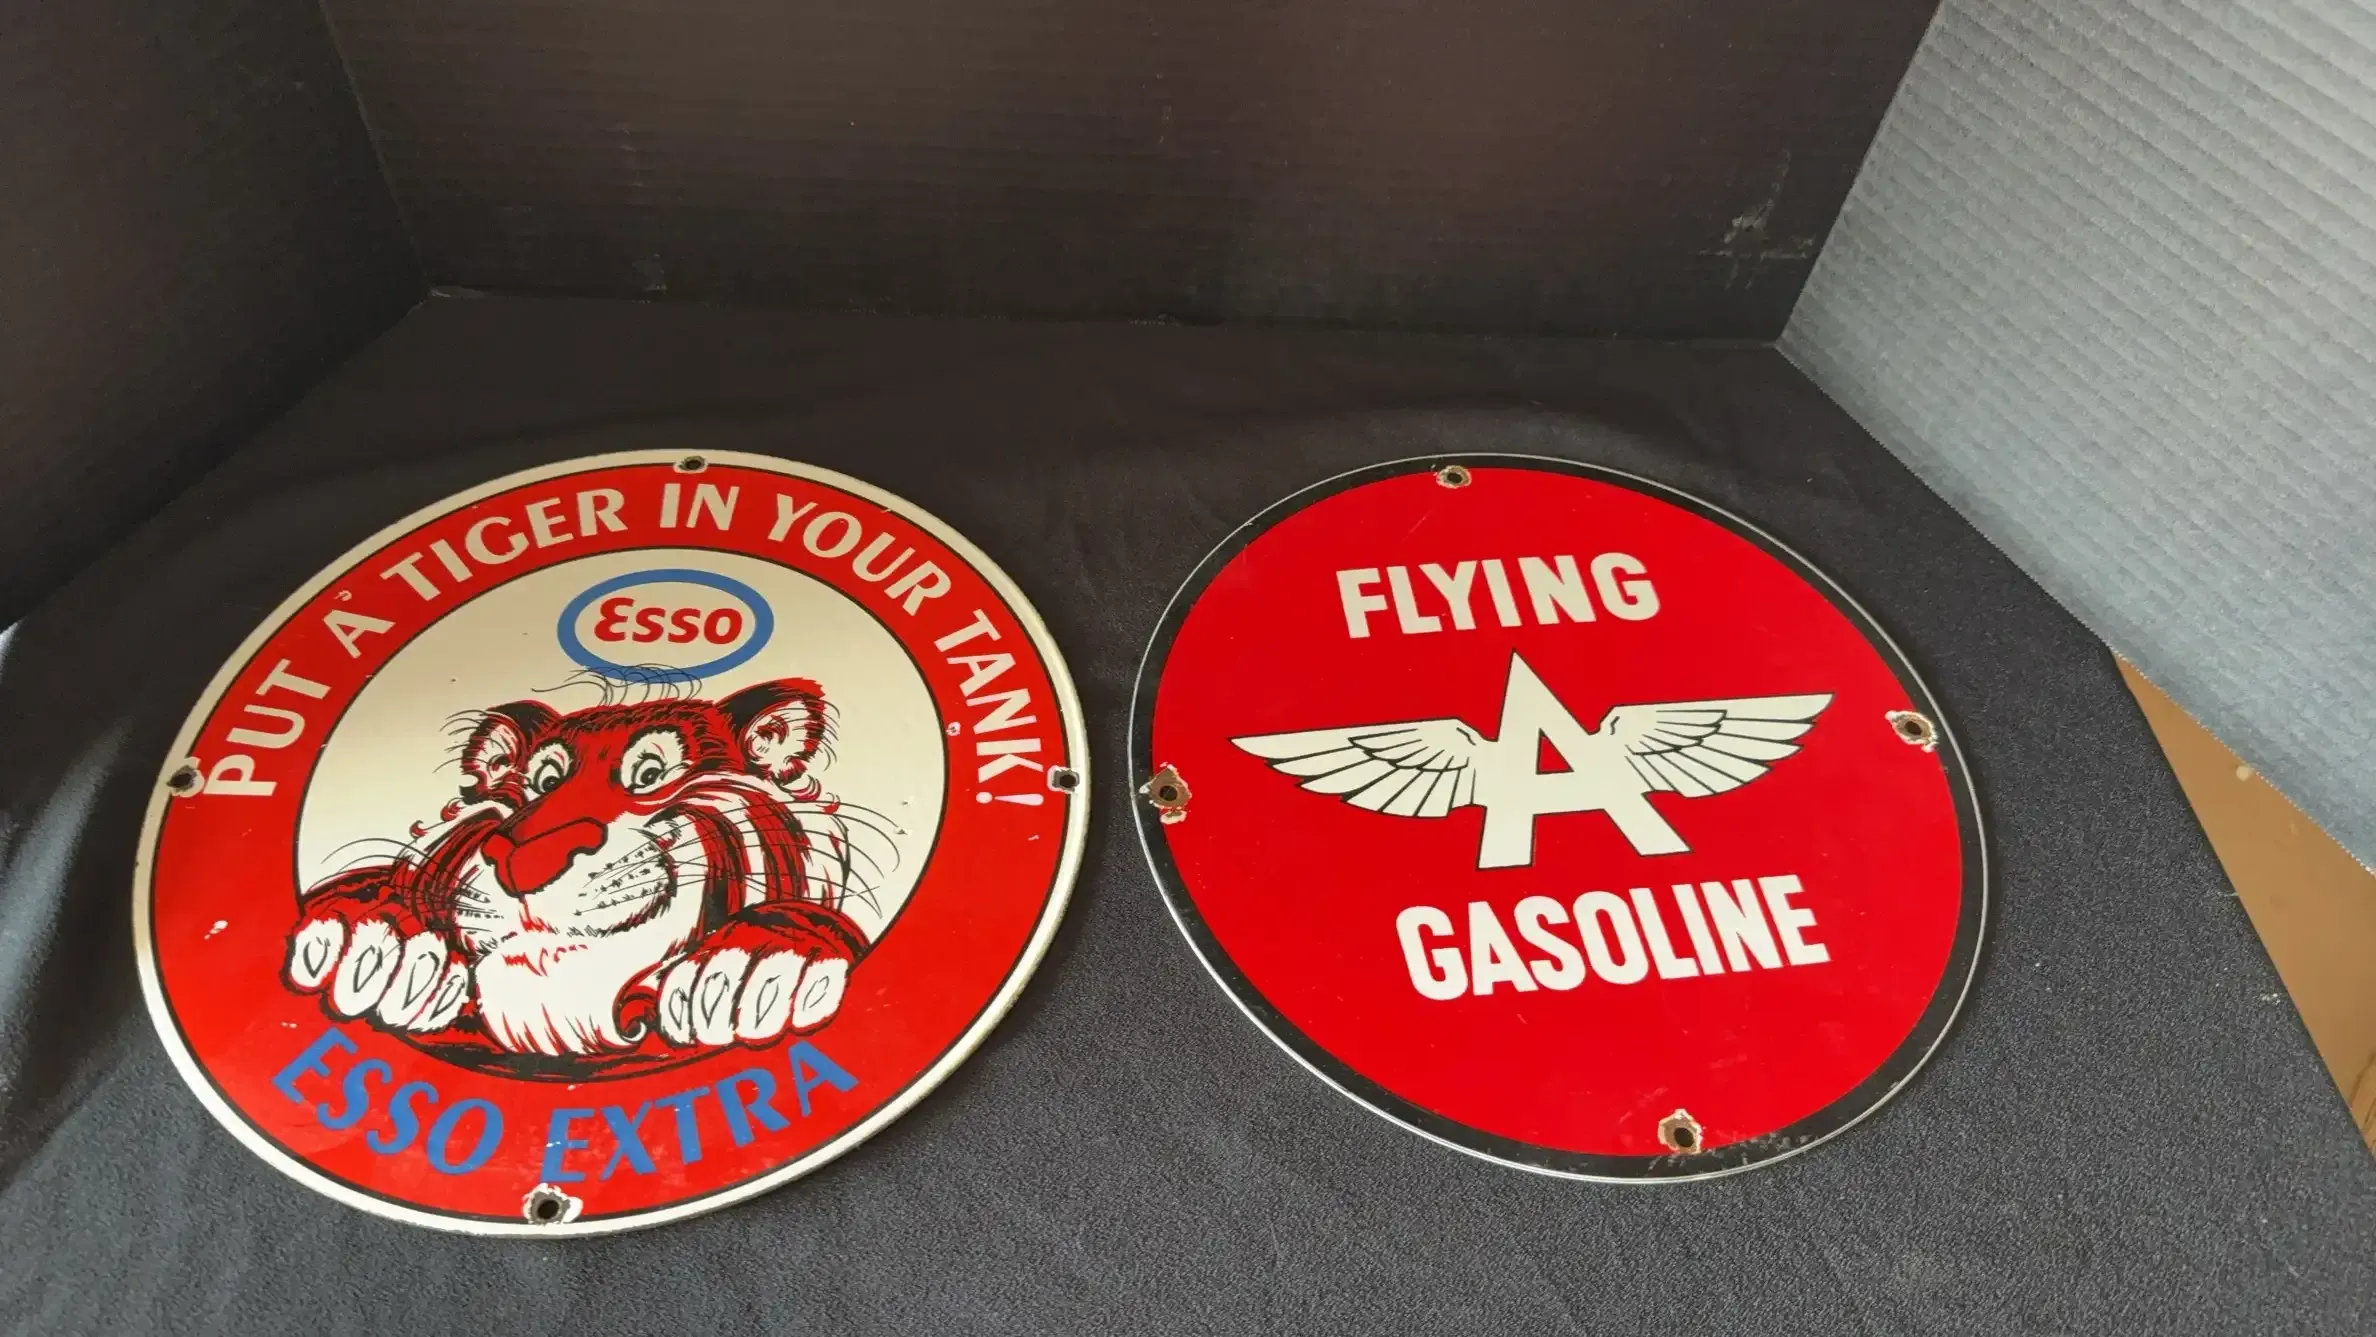 PUT A TIGER IN YOUR TANK!
Esso
ESSO EXTRA
FLYING
A
GASOLINE